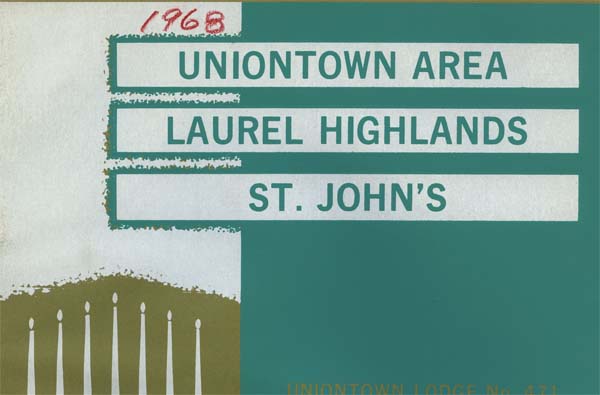 1968
UNIONTOWN AREA
LAUREL HIGHLANDS
ST. JOHN'S
UNIONTOWN LODGE No. 471